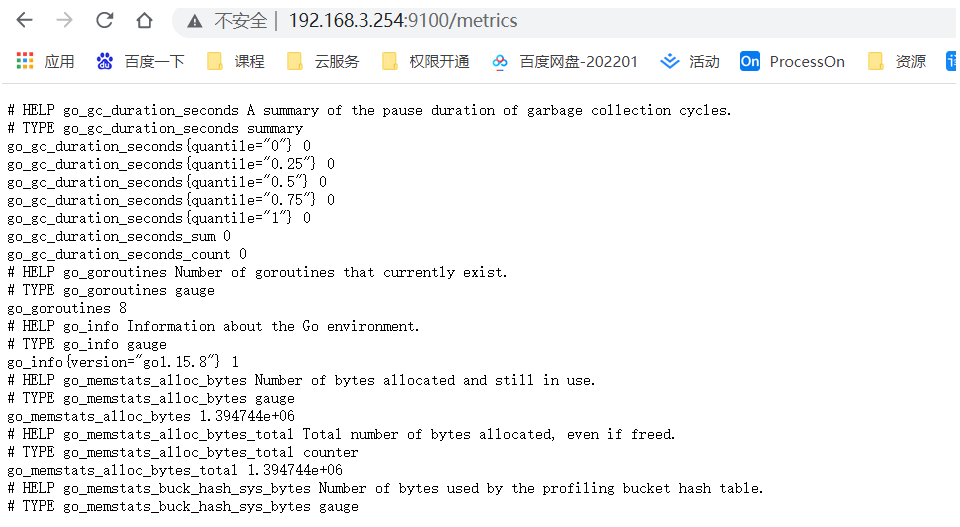 不安全 | 192.168.3.254:9100/metrics
应用 百度一下 课程 云服务 权限开通 百度网盘-202201 活动 On ProcessOn 资源 译
# HELP go_gc_duration_seconds A summary of the pause duration of garbage collection cycles.
# TYPE go_gc_duration_seconds summary
go_gc_duration_seconds{quantile="0"} 0
go_gc_duration_seconds{quantile="0.25"} 0
go_gc_duration_seconds{quantile="0.5"} 0
go_gc_duration_seconds{quantile="0.75"} 0
go_gc_duration_seconds{quantile="1"} 0
go_gc_duration_seconds_sum 0
go_gc_duration_seconds_count 0
# HELP go_goroutines Number of goroutines that currently exist.
# TYPE go_goroutines gauge
go_goroutines 8
# HELP go_info Information about the Go environment.
# TYPE go_info gauge
go_info{version="go1.15.8"} 1
# HELP go_memstats_alloc_bytes Number of bytes allocated and still in use.
# TYPE go_memstats_alloc_bytes gauge
go_memstats_alloc_bytes 1.394744e+06
# HELP go_memstats_alloc_bytes_total Total number of bytes allocated, even if freed.
# TYPE go_memstats_alloc_bytes_total counter
go_memstats_alloc_bytes_total 1.394744e+06
# HELP go_memstats_buck_hash_sys_bytes Number of bytes used by the profiling bucket hash table.
# TYPE go_memstats_buck_hash_sys_bytes gauge